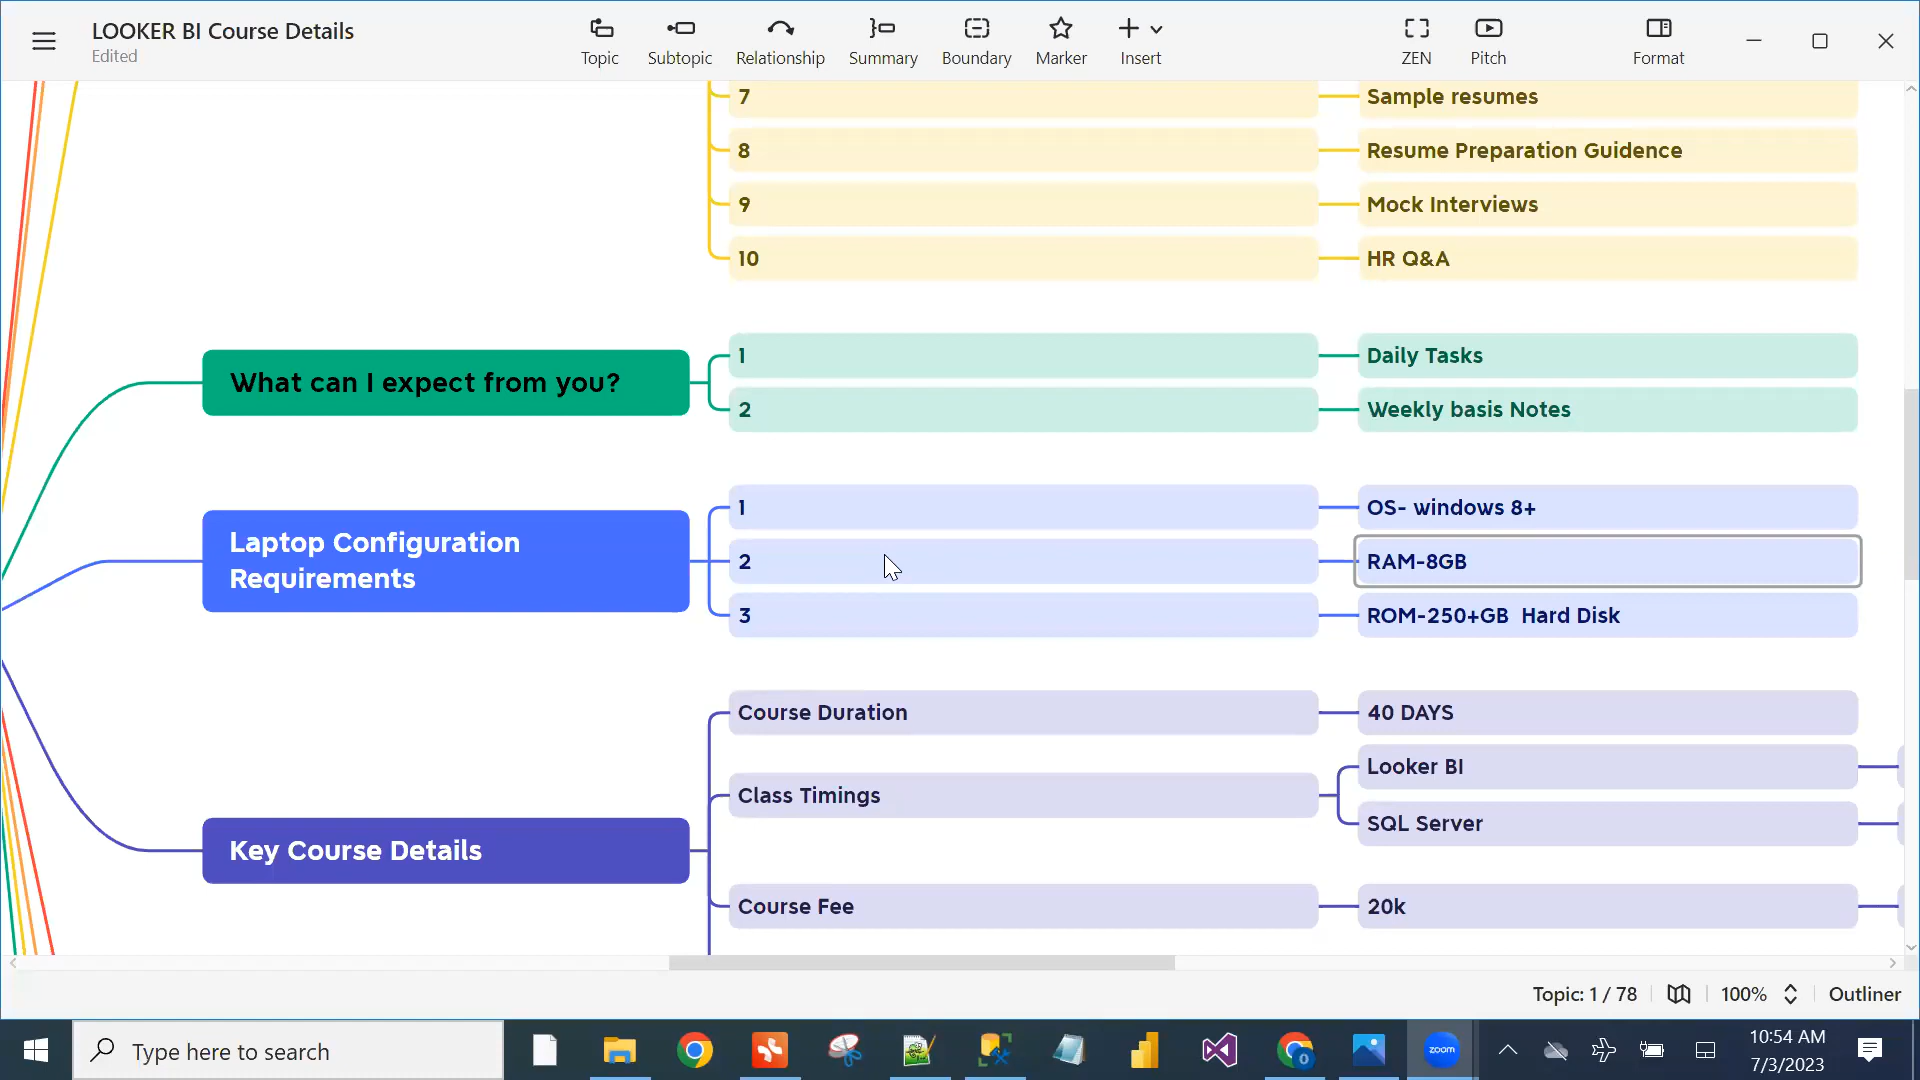 LOOKER BI Course Details
Edited
Topic
Subtopic
Relationship
Summary
Boundary
Marker
Insert
ZEN
Pitch
Format
7
Sample resumes
8
Resume Preparation Guidence
9
Mock Interviews
10
HR Q&A
What can I expect from you?
1
Daily Tasks
2
Weekly basis Notes
Laptop Configuration
Requirements
1
OS- windows 8+
2
RAM-8GB
3
ROM-250+GB  Hard Disk
Key Course Details
Course Duration
40 DAYS
Class Timings
Looker BI
SQL Server
Course Fee
20k
Topic: 1 / 78
100%
Outliner
Type here to search
zoom
10:54 AM
7/3/2023